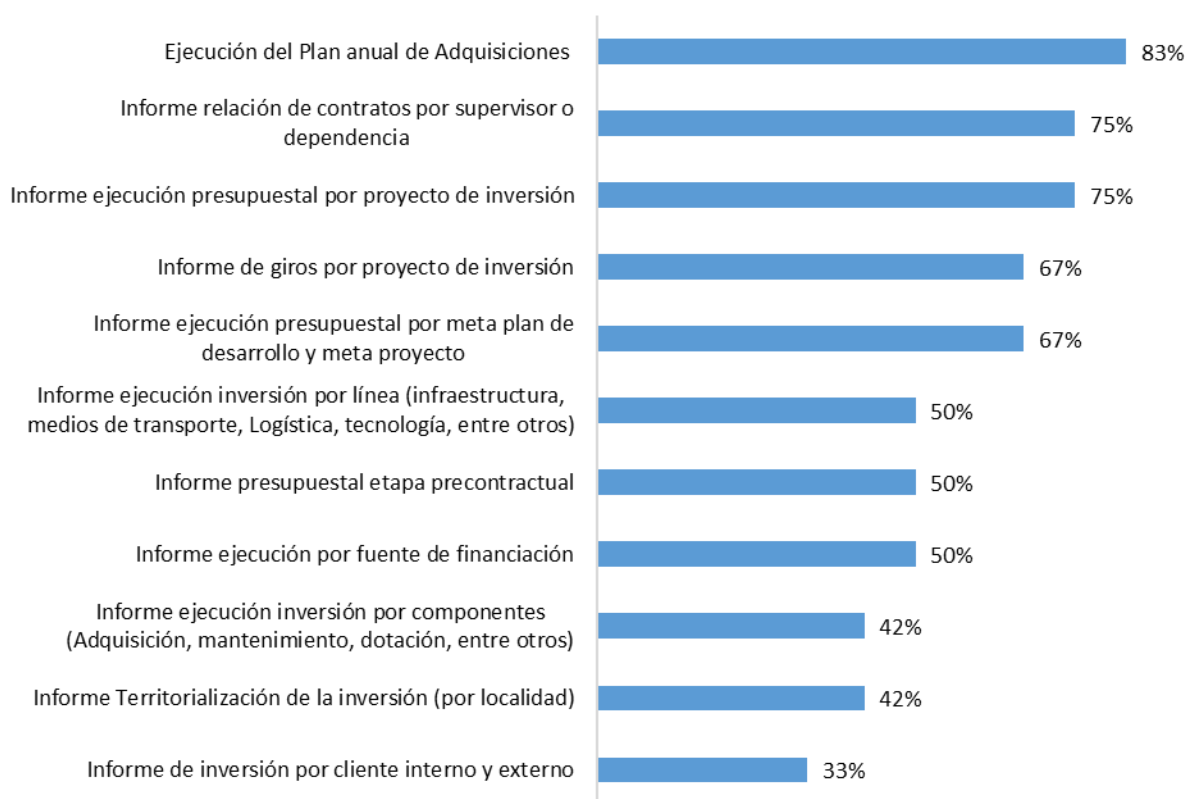 Ejecución del Plan anual de Adquisiciones
83%
Informe relación de contratos por supervisor o
dependencia
75%
Informe ejecución presupuestal por proyecto de inversión
75%
Informe de giros por proyecto de inversión
67%
Informe ejecución presupuestal por meta plan de
desarrollo y meta proyecto
67%
Informe ejecución inversión por línea (infraestructura,
medios de transporte, Logística, tecnología, entre otros)
50%
Informe presupuestal etapa precontractual
50%
Informe ejecución por fuente de financiación
50%
Informe ejecución inversión por componentes
(Adquisición, mantenimiento, dotación, entre otros)
42%
Informe Territorialización de la inversión (por localidad)
42%
Informe de inversión por cliente interno y externo
33%